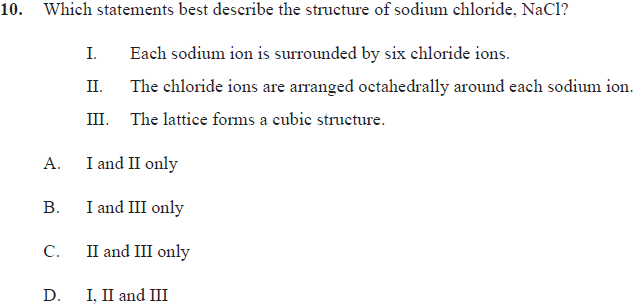 10. Which statements best describe the structure of sodium chloride, NaCl?
I. Each sodium ion is surrounded by six chloride ions.
II. The chloride ions are arranged octahedrally around each sodium ion.
III. The lattice forms a cubic structure.
A. I and II only
B. I and III only
C. II and III only
D. I, II and III